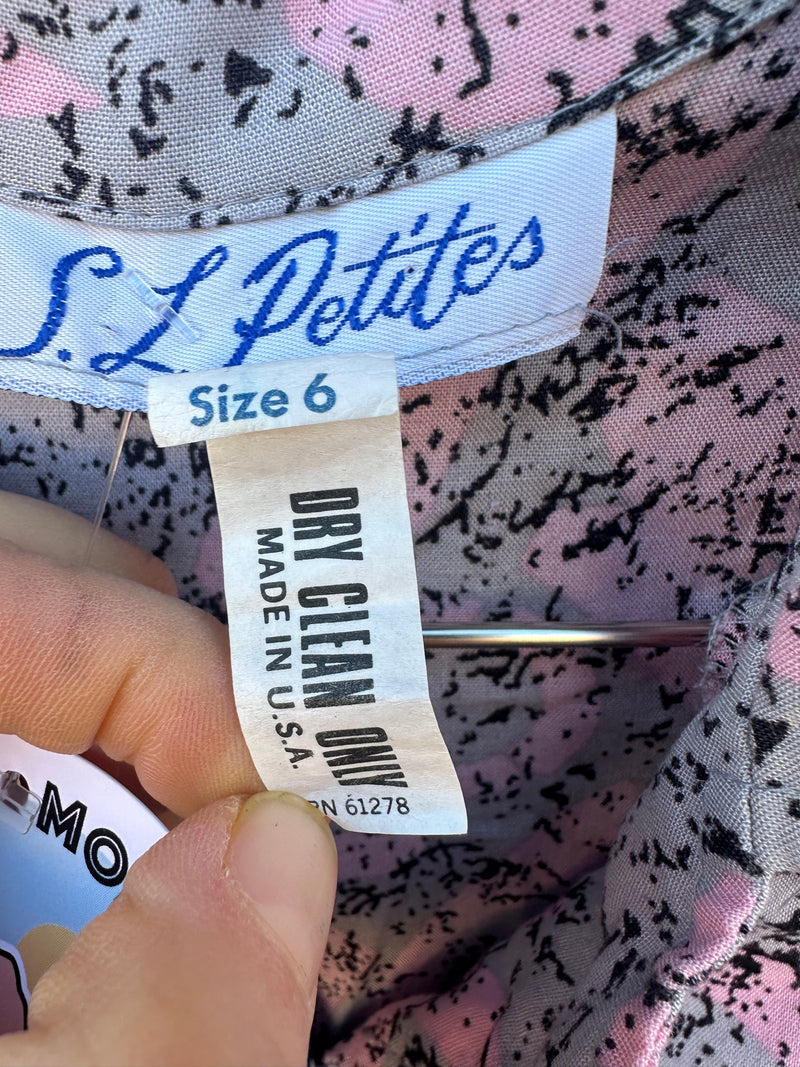 S.L. Petites
Size 6
DRY CLEAN ONLY
MADE IN U.S.A.
RN 61278
MO